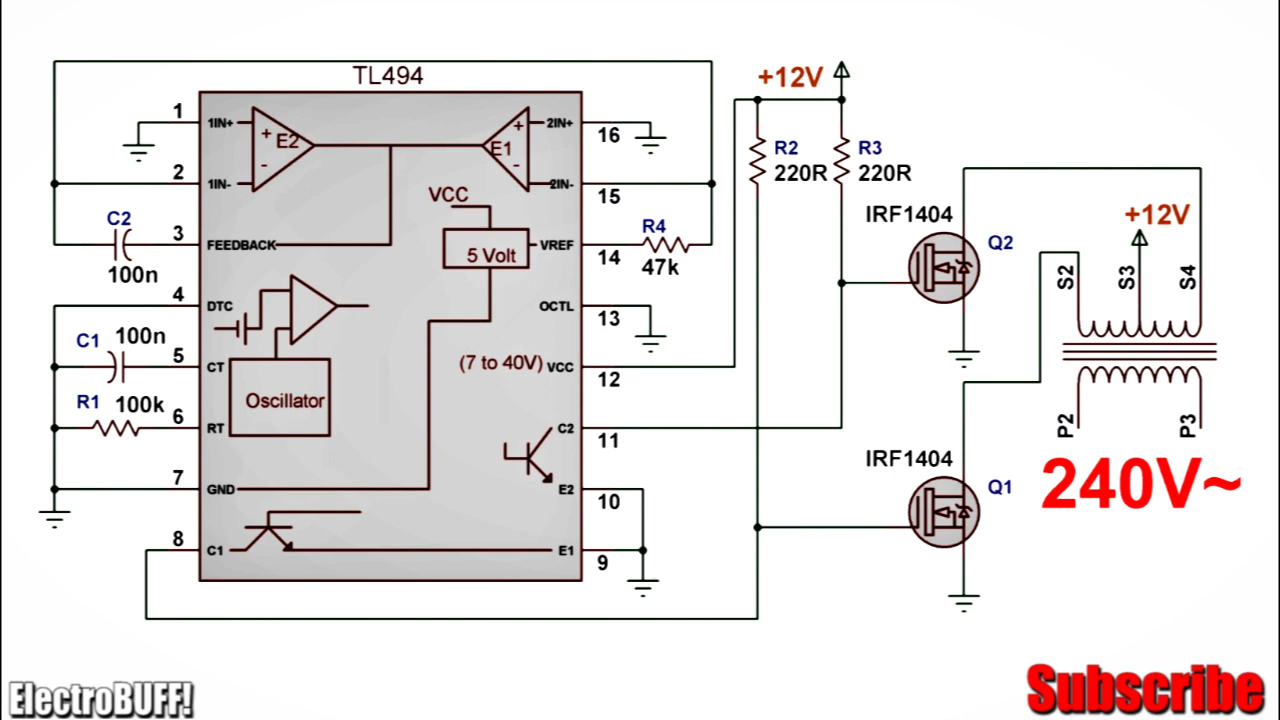 TL494
1 1IN+
2 1IN-
3 FEEDBACK
4 DTC
5 CT
6 RT
7 GND
8 C1
C2
100n
C1 100n
R1 100k
+ E2
-
+
E1
-
VCC
5 Volt
Oscillator
(7 to 40V)
2IN+ 16
2IN- 15
VREF 14
OCTL 13
VCC 12
C2 11
E2 10
E1 9
R4
47k
+12V
R2
220R
R3
220R
IRF1404
Q2
IRF1404
Q1
+12V
S2
S3
S4
P2
P3
240V~
ElectroBUFF!
Subscribe